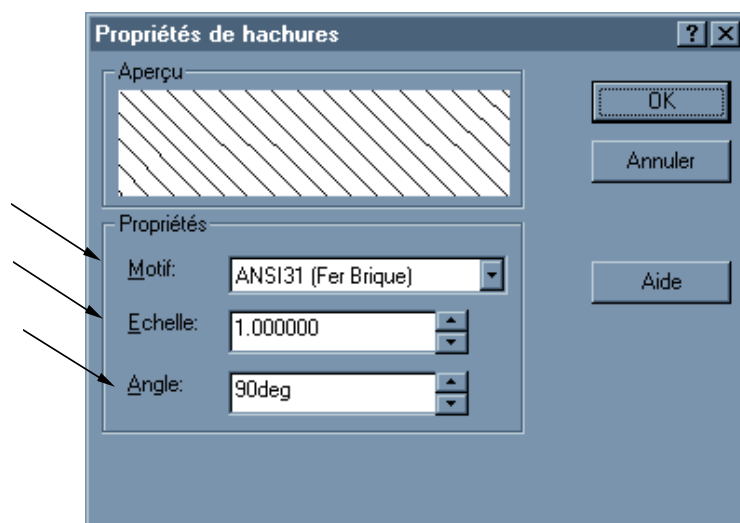 Propriétés de hachures
Aperçu
OK
Annuler
Propriétés
Motif: ANSI31 (Fer Brique)
Aide
Echelle: 1.000000
Angle: 90deg